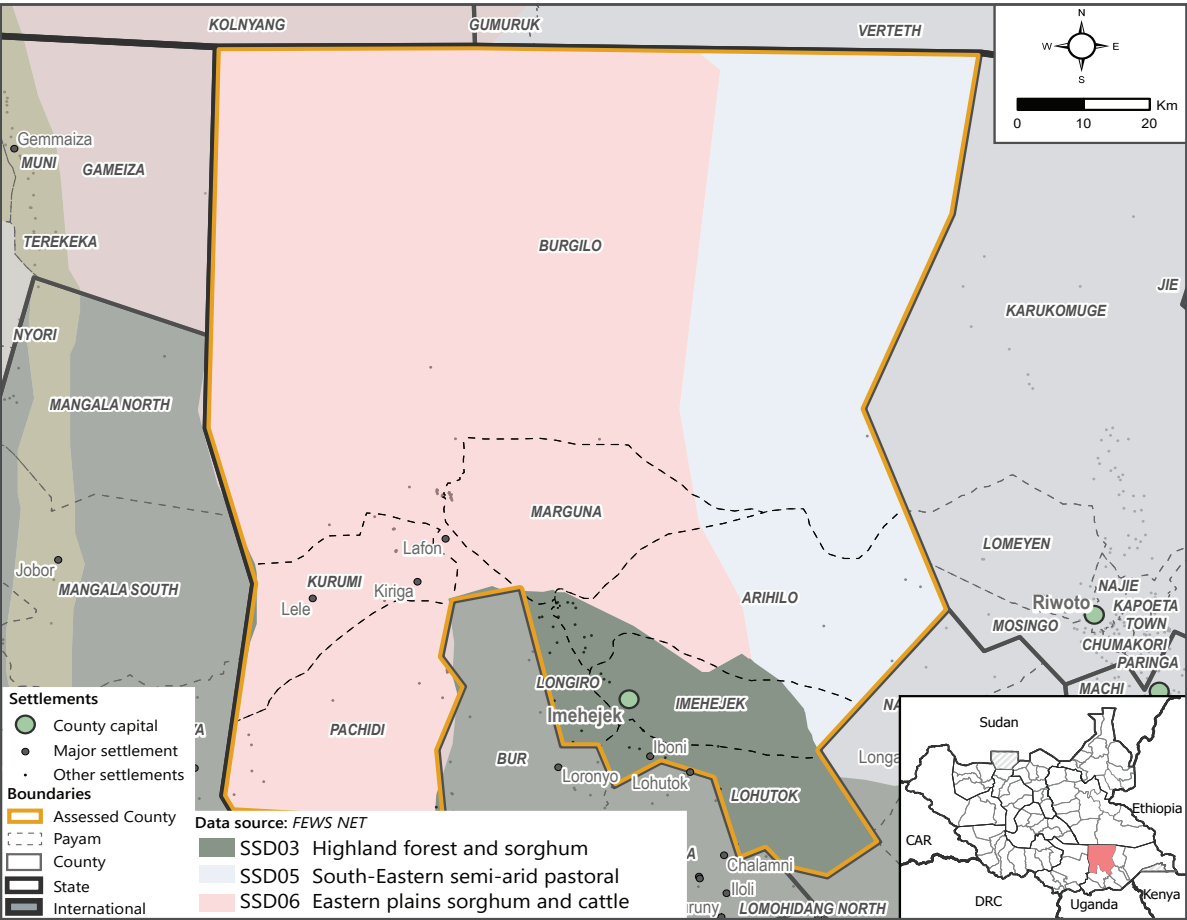 KOLNYANG
GUMURUK
VERTETH
N
W
E
S
Km
0
10
20
Gemmaiza
MUNI
GAMEIZA
TEREKEKA
BURGILO
JIE
KARUKOMUGE
NYORI
MANGALA NORTH
MARGUNA
LOMEYEN
Lafon
Jobor
MANGALA SOUTH
KURUMI
Kiriga
Lele
ARIHILO
NAJIE
Riwoto
KAPOETA
TOWN
MOSINGO
CHUMAKORI
PARINGA
MACHI
LONGIRO
IMEHEJEK
Imehejek
NA
PACHIDI
BUR
Iboni
Longa
Loronyo
Lohutok
LOHUTOK
YA
A
Chalamni
Iloli
uruny
LOMOHIDANG NORTH
Settlements
County capital
Major settlement
Other settlements
Boundaries
Assessed County
Payam
County
State
International
Data source: FEWS NET
SSD03 Highland forest and sorghum
SSD05 South-Eastern semi-arid pastoral
SSD06 Eastern plains sorghum and cattle
Sudan
Ethiopia
CAR
DRC
Uganda
Kenya